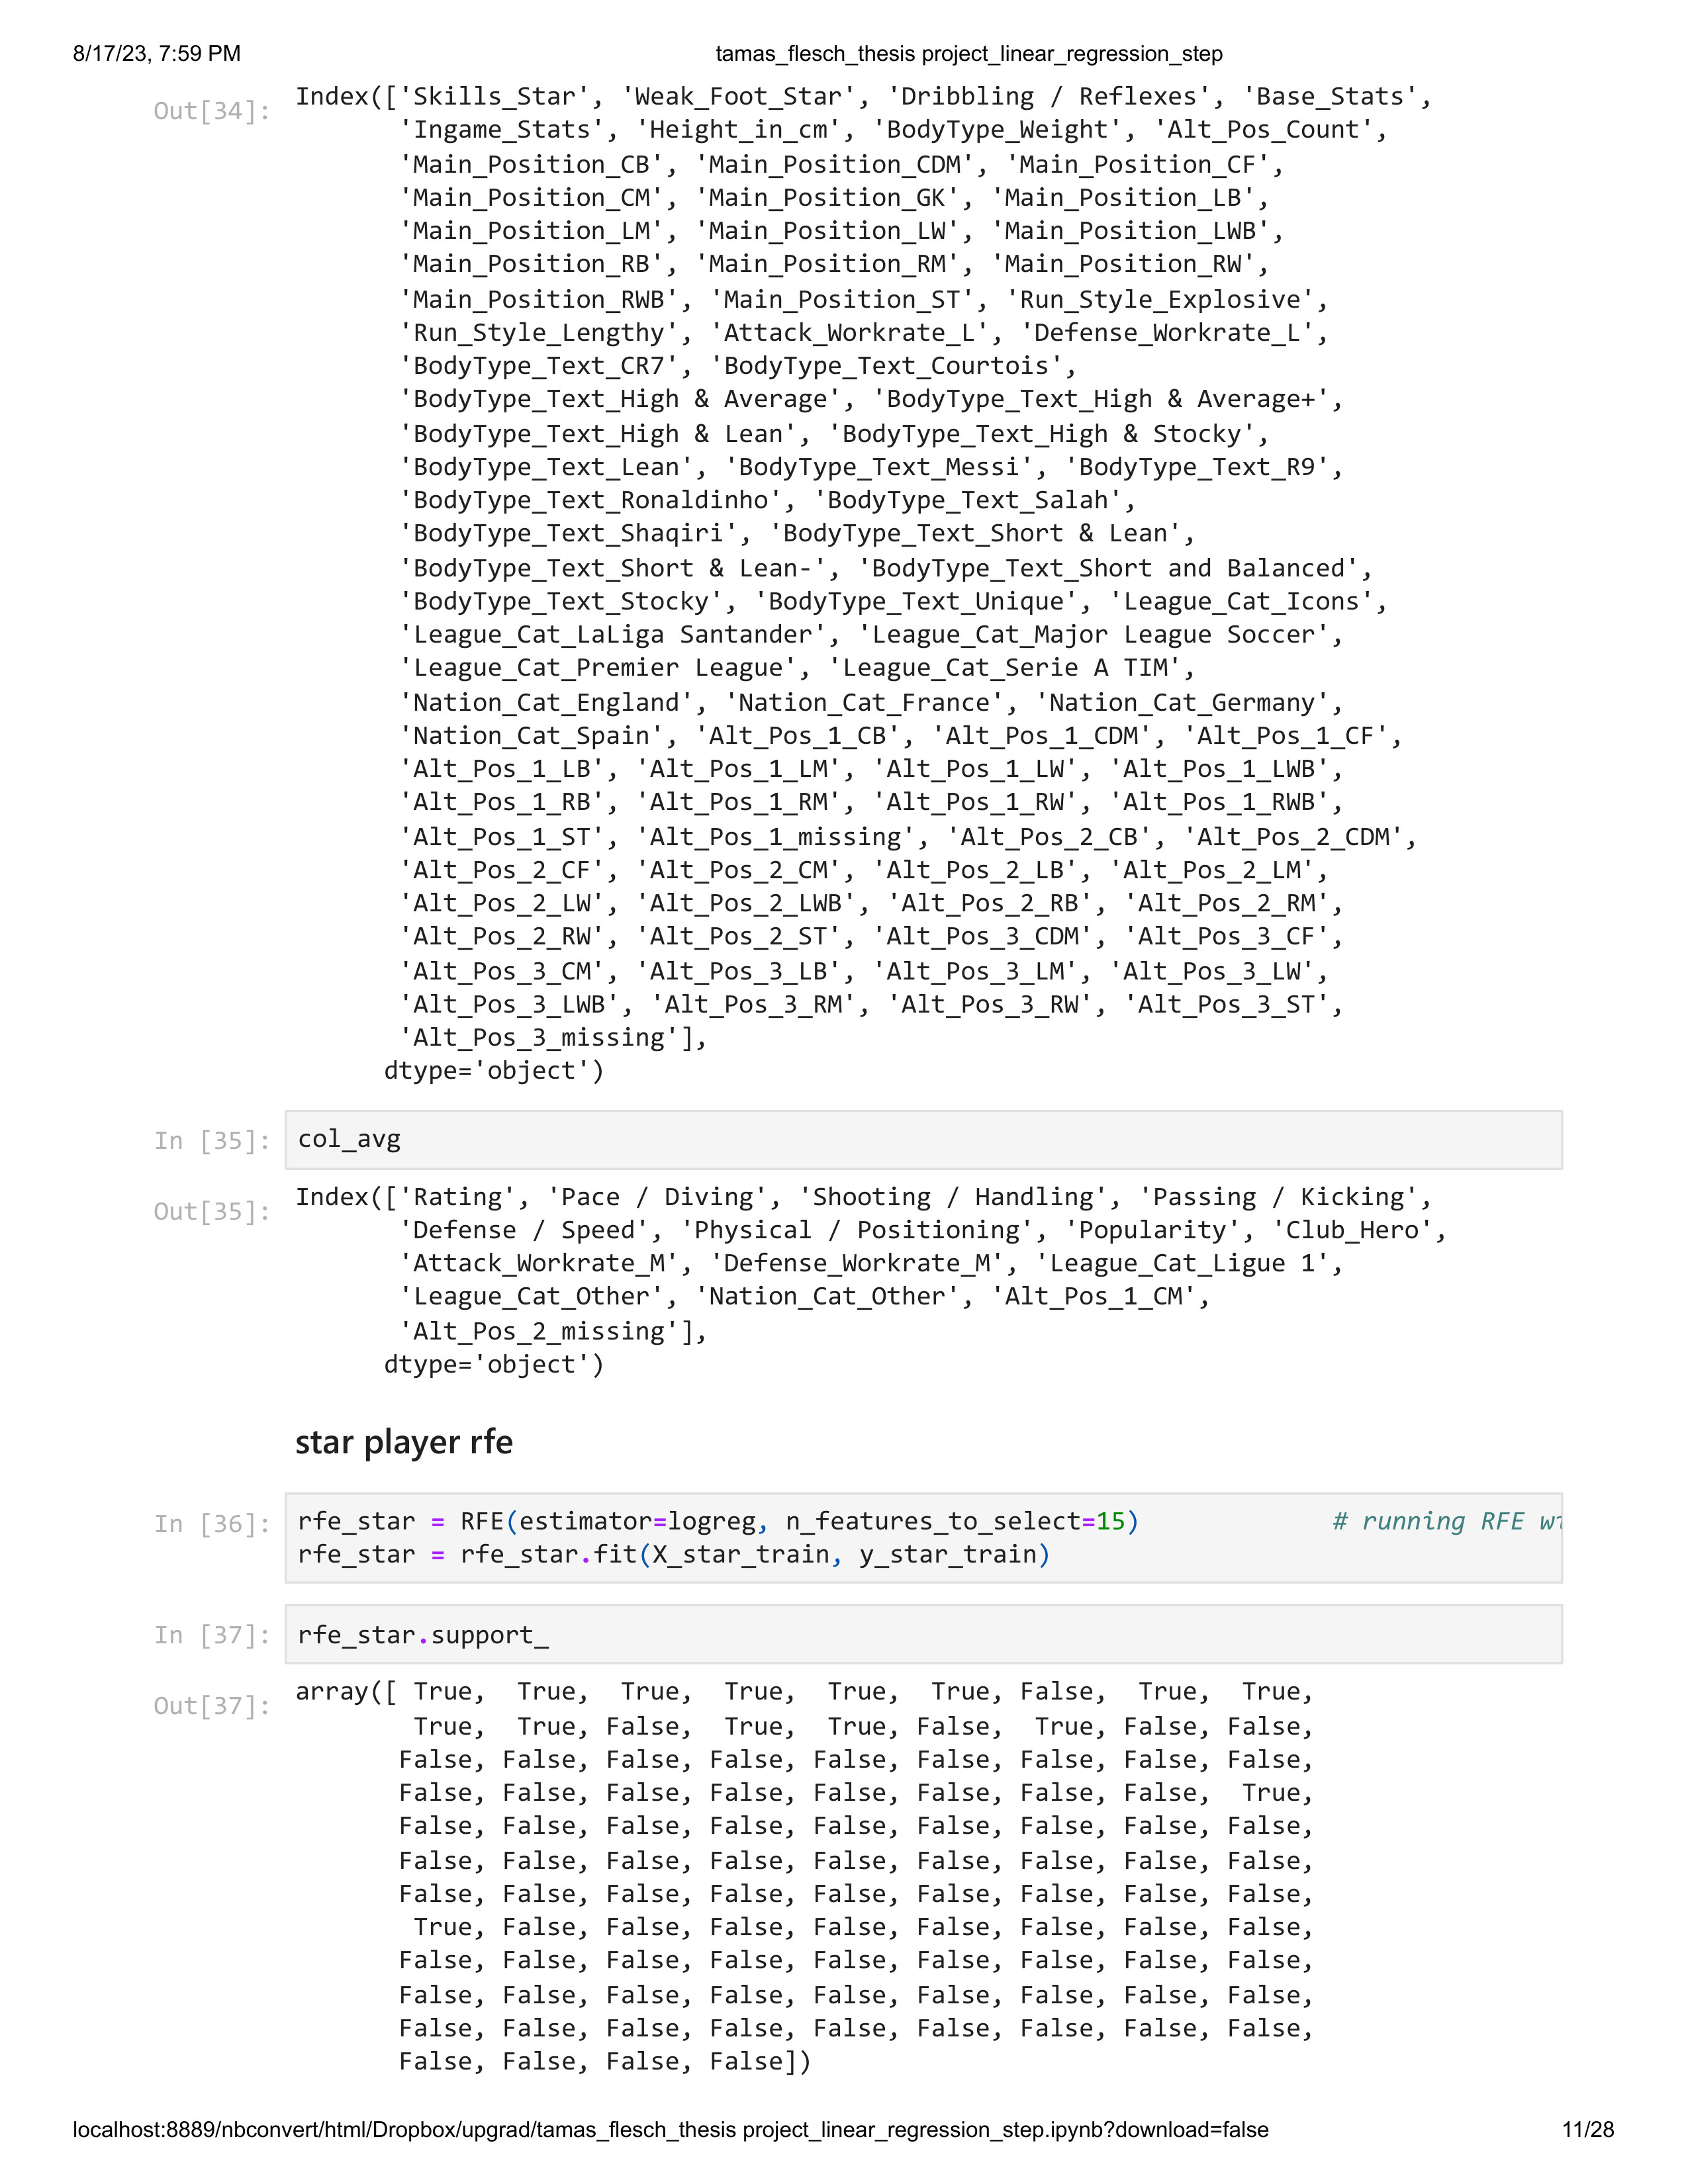 8/17/23, 7:59 PM tamas_flesch_thesis project_linear_regression_step
Out[34]: Index(['Skills_Star', 'Weak_Foot_Star', 'Dribbling / Reflexes', 'Base_Stats',
'Ingame_Stats', 'Height_in_cm', 'BodyType_Weight', 'Alt_Pos_Count',
'Main_Position_CB', 'Main_Position_CDM', 'Main_Position_CF',
'Main_Position_CM', 'Main_Position_GK', 'Main_Position_LB',
'Main_Position_LM', 'Main_Position_LW', 'Main_Position_LWB',
'Main_Position_RB', 'Main_Position_RM', 'Main_Position_RW',
'Main_Position_RWB', 'Main_Position_ST', 'Run_Style_Explosive',
'Run_Style_Lengthy', 'Attack_Workrate_L', 'Defense_Workrate_L',
'BodyType_Text_CR7', 'BodyType_Text_Courtois',
'BodyType_Text_High & Average', 'BodyType_Text_High & Average+',
'BodyType_Text_High & Lean', 'BodyType_Text_High & Stocky',
'BodyType_Text_Lean', 'BodyType_Text_Messi', 'BodyType_Text_R9',
'BodyType_Text_Ronaldinho', 'BodyType_Text_Salah',
'BodyType_Text_Shaqiri', 'BodyType_Text_Short & Lean',
'BodyType_Text_Short & Lean-', 'BodyType_Text_Short and Balanced',
'BodyType_Text_Stocky', 'BodyType_Text_Unique', 'League_Cat_Icons',
'League_Cat_LaLiga Santander', 'League_Cat_Major League Soccer',
'League_Cat_Premier League', 'League_Cat_Serie A TIM',
'Nation_Cat_England', 'Nation_Cat_France', 'Nation_Cat_Germany',
'Nation_Cat_Spain', 'Alt_Pos_1_CB', 'Alt_Pos_1_CDM', 'Alt_Pos_1_CF',
'Alt_Pos_1_LB', 'Alt_Pos_1_LM', 'Alt_Pos_1_LW', 'Alt_Pos_1_LWB',
'Alt_Pos_1_RB', 'Alt_Pos_1_RM', 'Alt_Pos_1_RW', 'Alt_Pos_1_RWB',
'Alt_Pos_1_ST', 'Alt_Pos_1_missing', 'Alt_Pos_2_CB', 'Alt_Pos_2_CDM',
'Alt_Pos_2_CF', 'Alt_Pos_2_CM', 'Alt_Pos_2_LB', 'Alt_Pos_2_LM',
'Alt_Pos_2_LW', 'Alt_Pos_2_LWB', 'Alt_Pos_2_RB', 'Alt_Pos_2_RM',
'Alt_Pos_2_RW', 'Alt_Pos_2_ST', 'Alt_Pos_3_CDM', 'Alt_Pos_3_CF',
'Alt_Pos_3_CM', 'Alt_Pos_3_LB', 'Alt_Pos_3_LM', 'Alt_Pos_3_LW',
'Alt_Pos_3_LWB', 'Alt_Pos_3_RM', 'Alt_Pos_3_RW', 'Alt_Pos_3_ST',
'Alt_Pos_3_missing'],
dtype='object')
In [35]: col_avg
Out[35]: Index(['Rating', 'Pace / Diving', 'Shooting / Handling', 'Passing / Kicking',
'Defense / Speed', 'Physical / Positioning', 'Popularity', 'Club_Hero',
'Attack_Workrate_M', 'Defense_Workrate_M', 'League_Cat_Ligue 1',
'League_Cat_Other', 'Nation_Cat_Other', 'Alt_Pos_1_CM',
'Alt_Pos_2_missing'],
dtype='object')
star player rfe
In [36]: rfe_star = RFE(estimator=logreg, n_features_to_select=15) # running RFE
rfe_star = rfe_star.fit(X_star_train, y_star_train)
In [37]: rfe_star.support_
Out[37]: array([ True, True, True, True, True, True, False, True, True,
True, True, False, True, True, False, True, False, False,
False, False, False, False, False, False, False, False, False,
False, False, False, False, False, False, False, False, True,
False, False, False, False, False, False, False, False, False,
False, False, False, False, False, False, False, False, False,
False, False, False, False, False, False, False, False, False,
True, False, False, False, False, False, False, False, False,
False, False, False, False, False, False, False, False, False,
False, False, False, False, False, False, False, False, False,
False, False, False, False, False, False, False, False, False,
False, False, False, False])
localhost:8889/nbconvert/html/Dropbox/upgrad/tamas_flesch_thesis project_linear_regression_step.ipynb?download=false 11/28